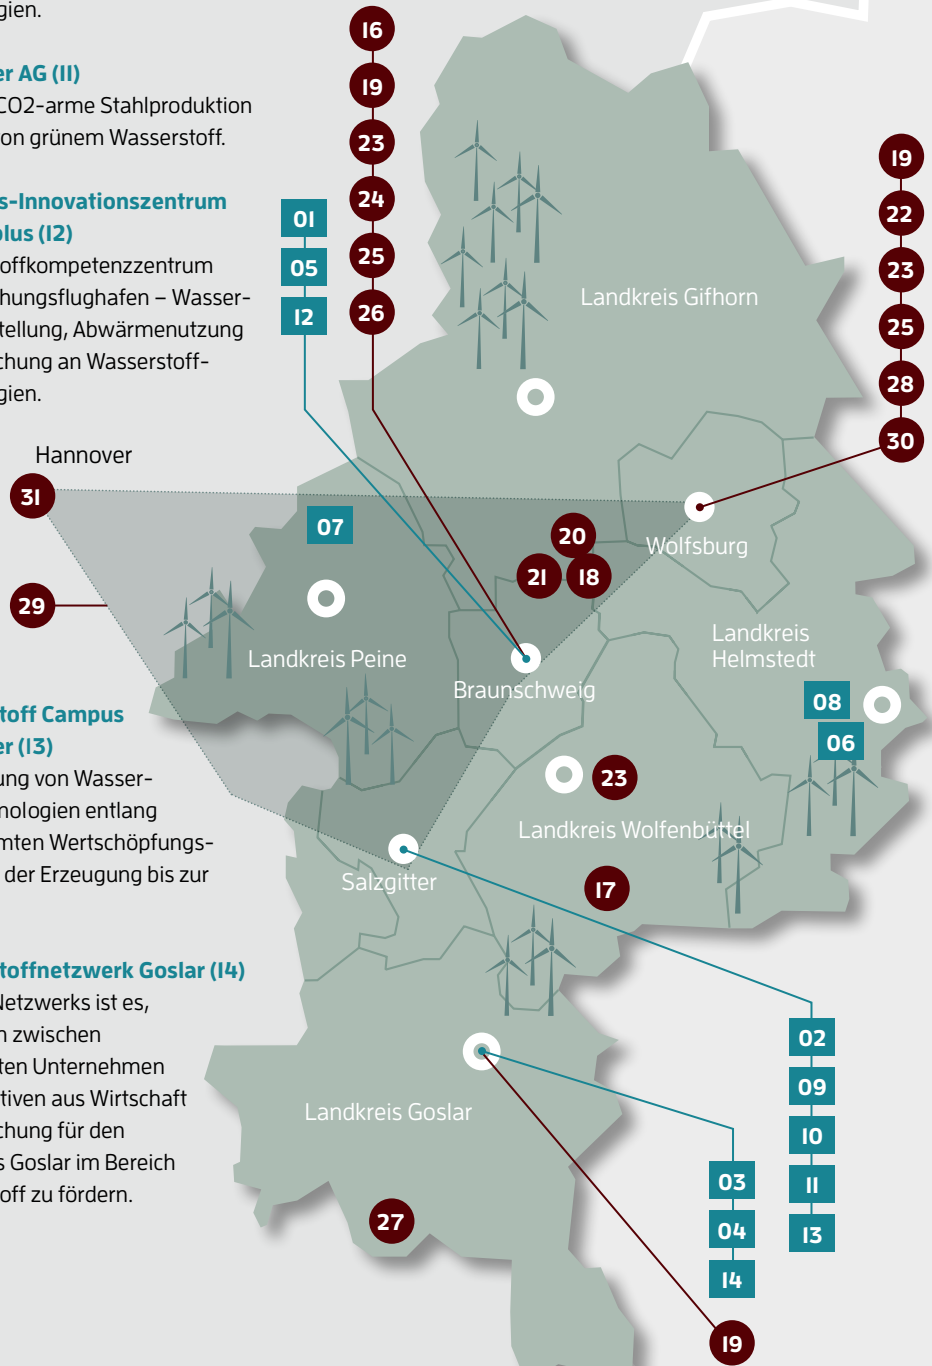 gien.
er AG (11)
CO2-arme Stahlproduktion
on grünem Wasserstoff.
s-Innovationszentrum
plus (12)
offkompetenzzentrum
hungsflughafen – Wasser-
tellung, Abwärmenutzung
chung an Wasserstoff-
gien.
Hannover
31
29
toff Campus
er (13)
ung von Wasser-
nologien entlang
mten Wertschöpfungs-
der Erzeugung bis zur
toffnetzwerk Goslar (14)
Netzwerks ist es,
n zwischen
ten Unternehmen
tiven aus Wirtschaft
chung für den
s Goslar im Bereich
off zu fördern.
01
05
12
16
19
23
24
25
26
19
22
23
25
28
30
Landkreis Gifhorn
07
20
21
18
Wolfsburg
Landkreis Peine
Braunschweig
Landkreis
Helmstedt
08
06
23
Landkreis Wolfenbüttel
Salzgitter
17
Landkreis Goslar
27
02
09
10
11
13
03
04
14
19